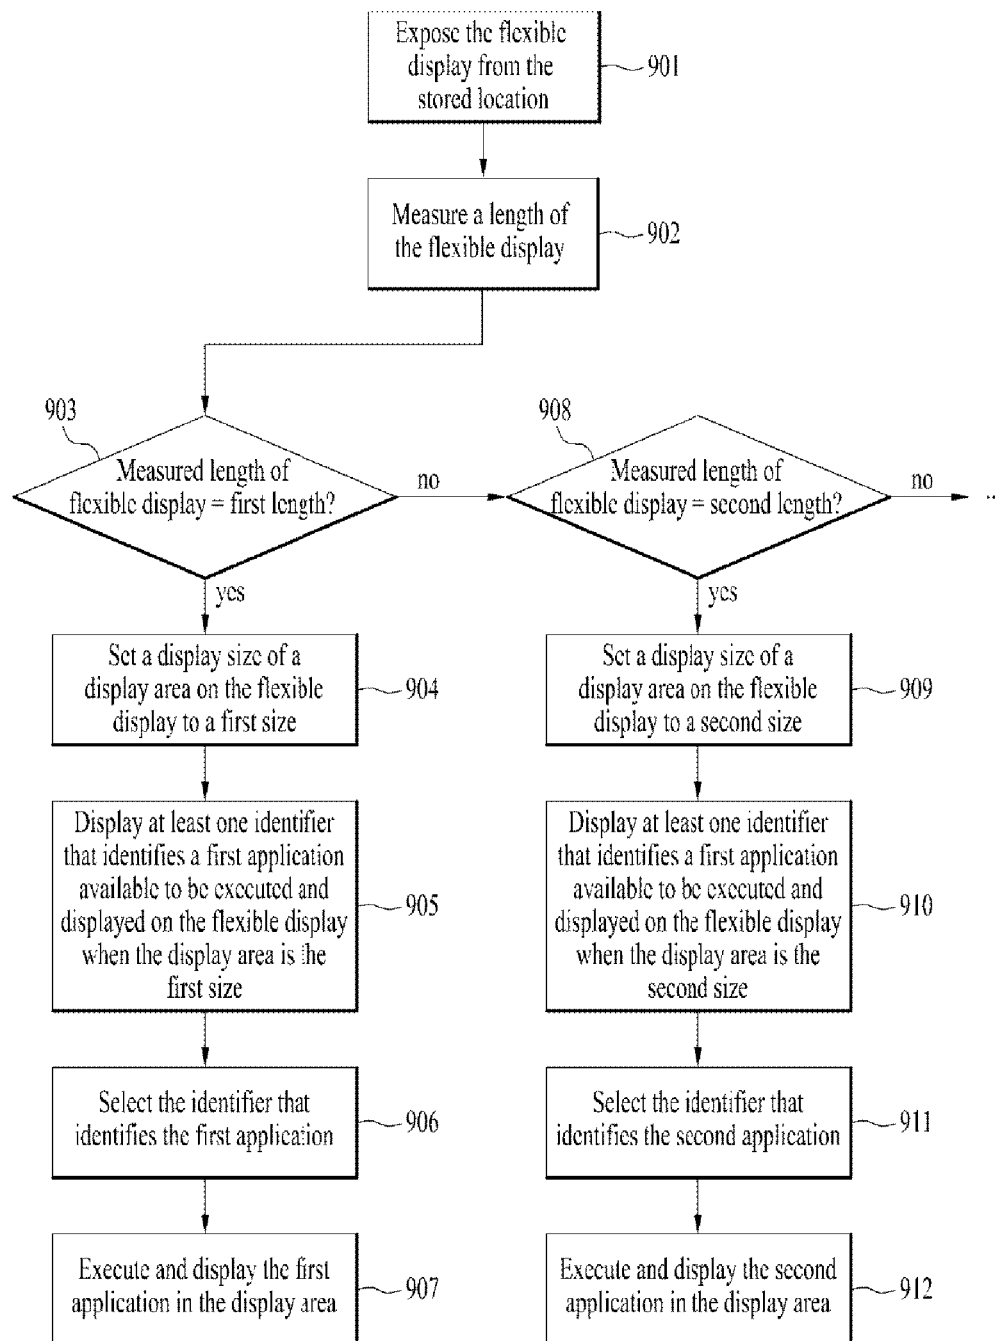 Expose the flexible
display from the
stored location
901
Measure a length of
the flexible display
902
903
Measured length of
flexible display = first length?
no
yes
908
Measured length of
flexible display = second length?
no
..
yes
Set a display size of a
display area on the flexible
display to a first size
904
Set a display size of a
display area on the flexible
display to a second size
909
Display at least one identifier
that identifies a first application
available to be executed and
displayed on the flexible display
when the display area is the
first size
905
Display at least one identifier
that identifies a first application
available to be executed and
displayed on the flexible display
when the display area is the
second size
910
Select the identifier that
identifies the first application
906
Select the identifier that
identifies the second application
911
Execute and display the first
application in the display area
907
Execute and display the second
application in the display area
912